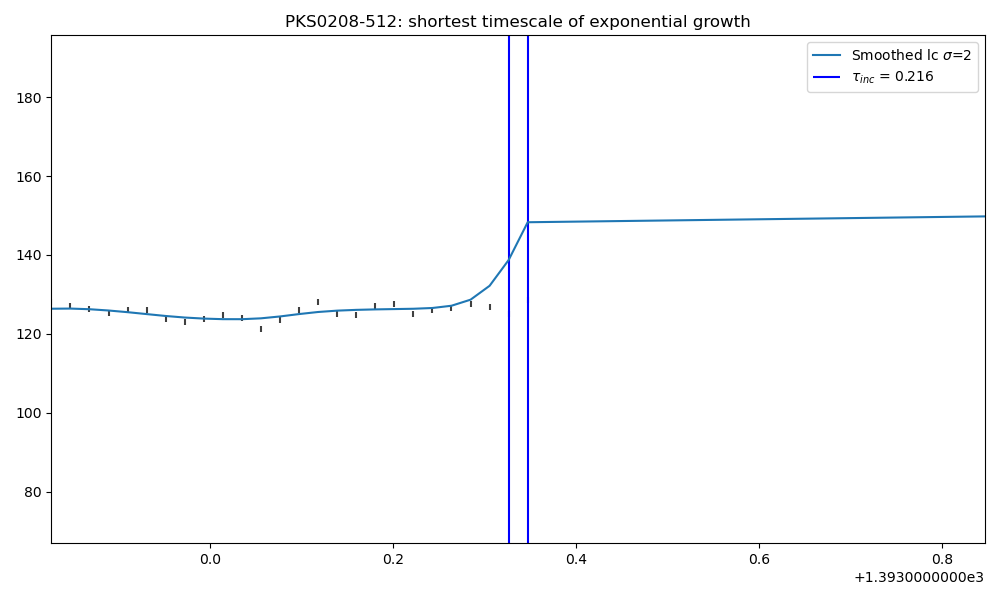 PKS0208-512: shortest timescale of exponential growth
Smoothed lc σ=2
τinc = 0.216
180
160
140
120
100
80
0.0 0.2 0.4 0.6 0.8
+1.3930000000e3